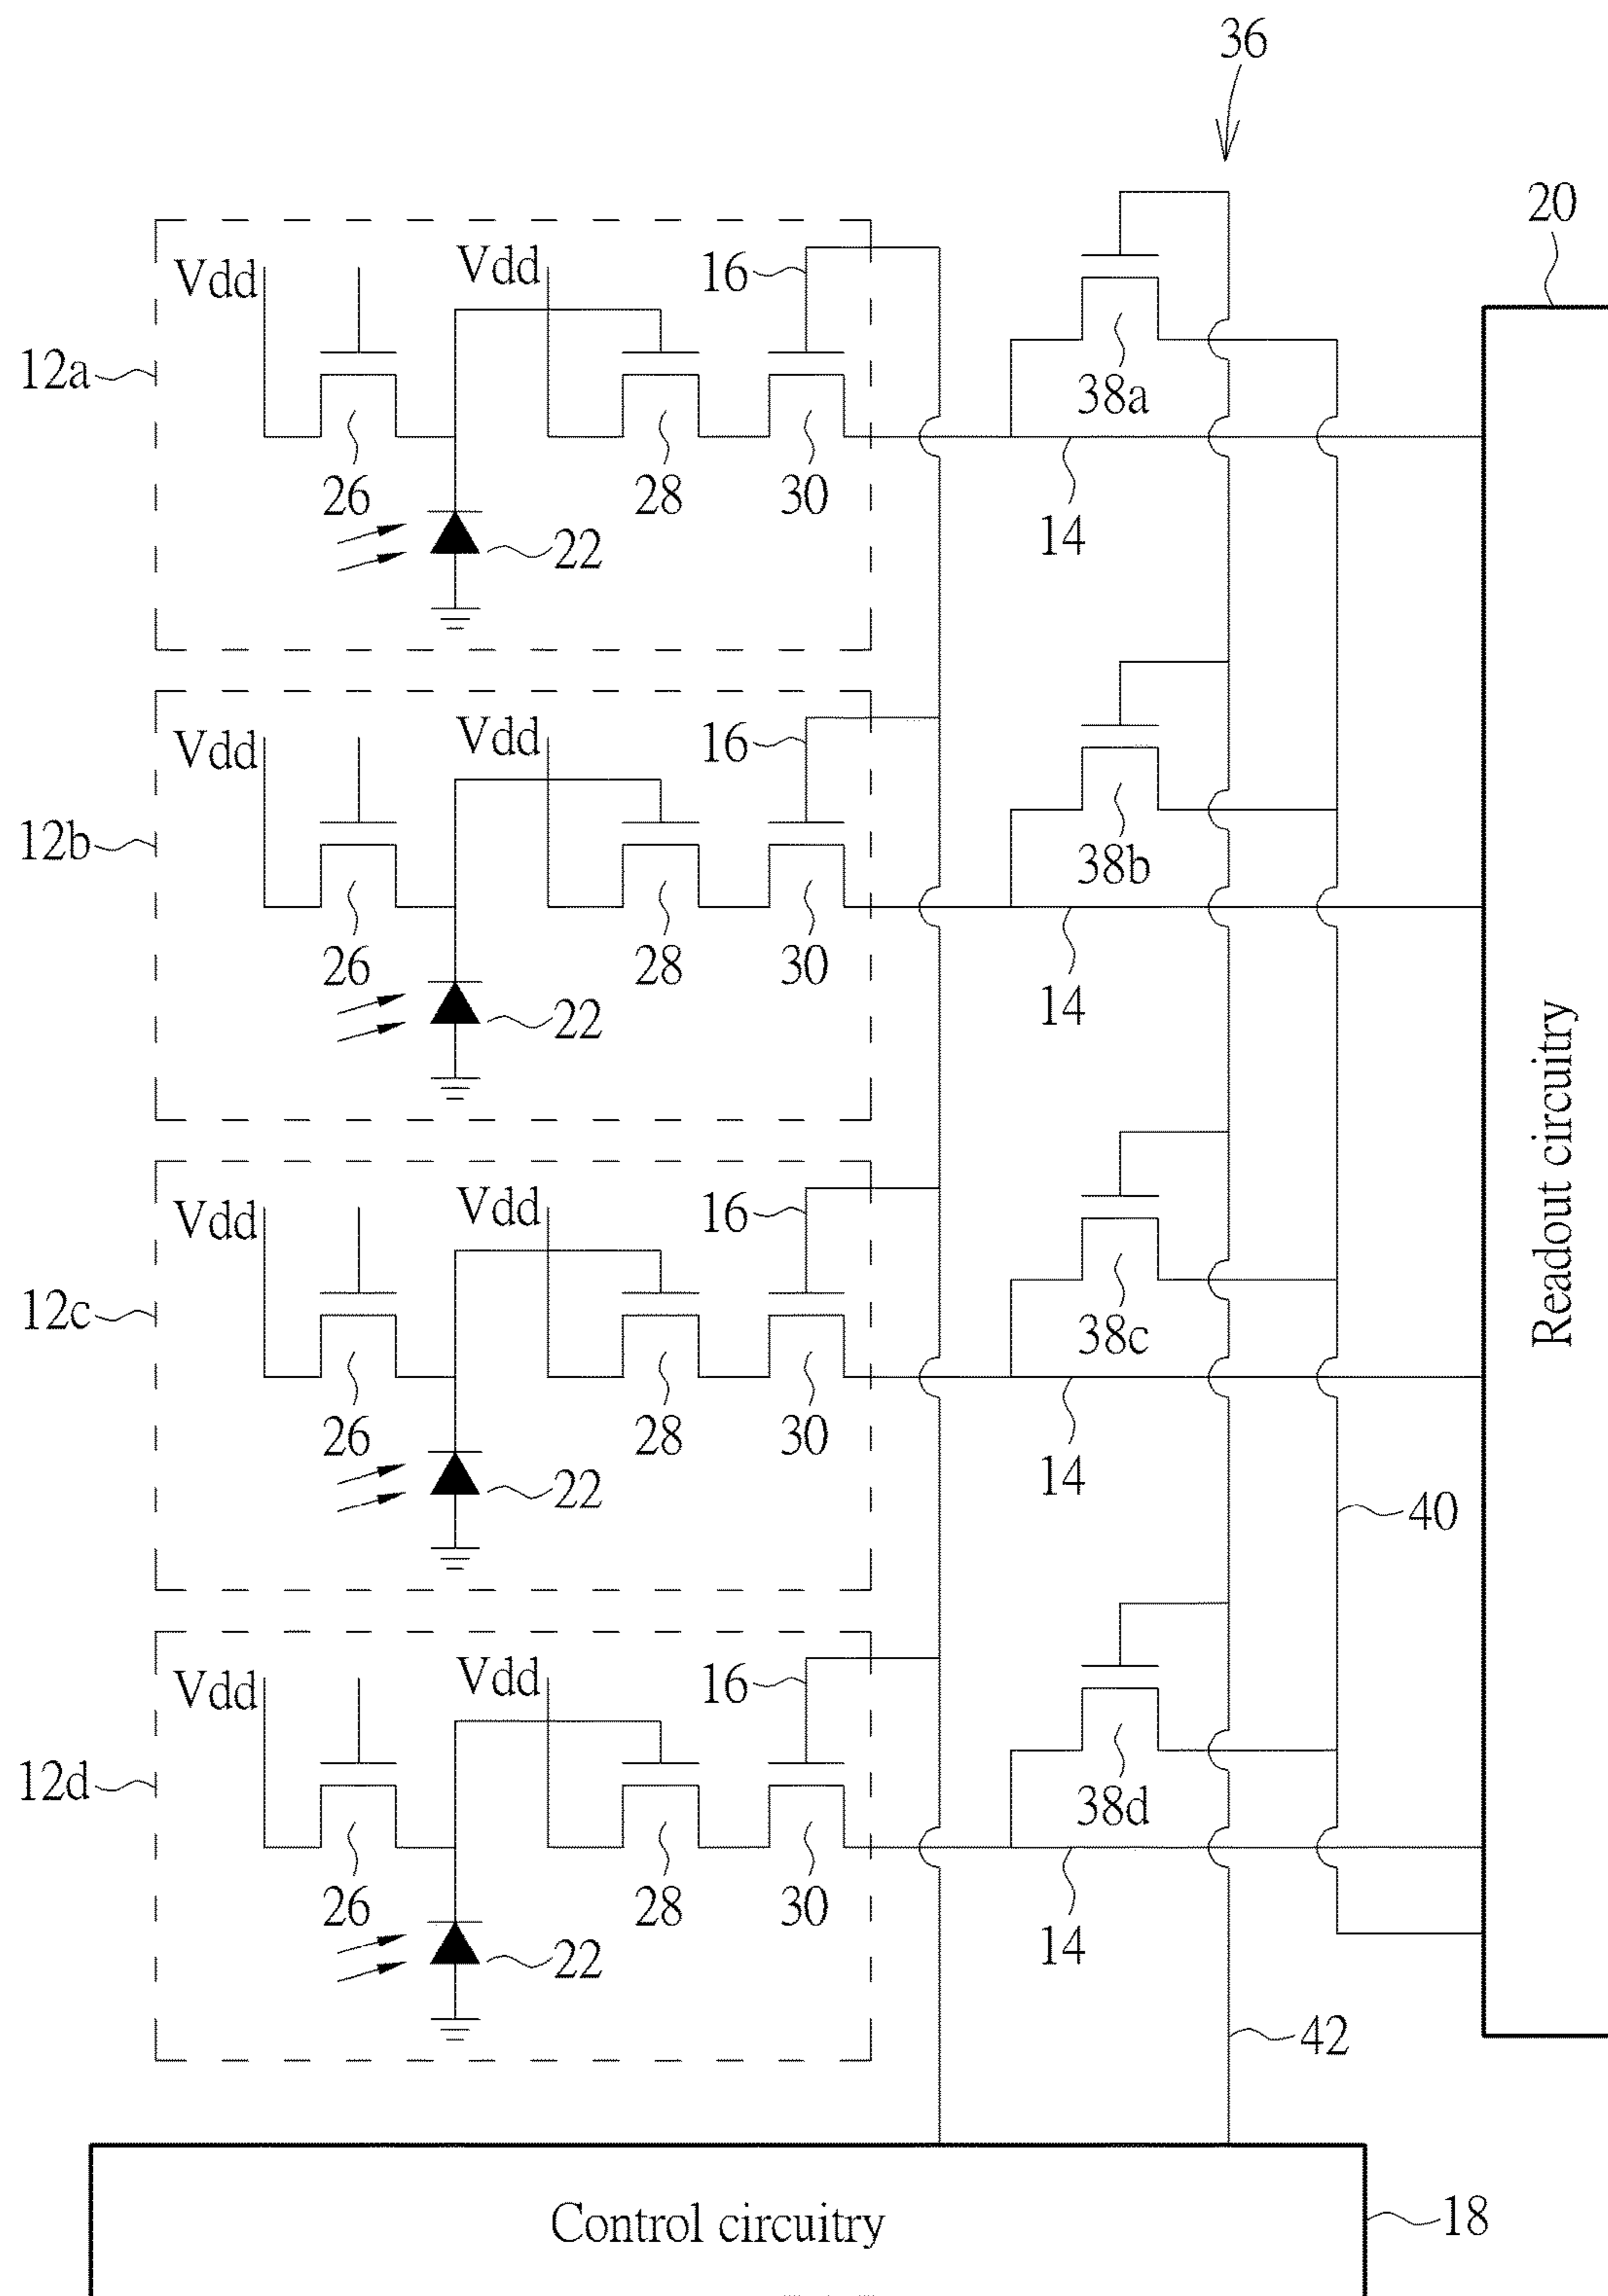 36
20
Vdd
Vdd
16
12a
38a
26
28
30
14
22
Vdd
Vdd
16
12b
38b
26
28
30
14
22
Readout circuitry
Vdd
Vdd
16
12c
38c
26
28
30
14
22
40
Vdd
Vdd
16
12d
38d
26
28
30
14
22
42
Control circuitry
18